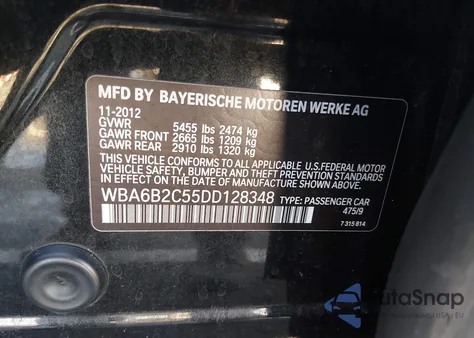 MFD BY BAYERISCHE MOTOREN WERKE AG
11-2012
GVWR 5455 lbs 2474 kg
GAWR FRONT 2665 lbs 1209 kg
GAWR REAR 2910 lbs 1320 kg
THIS VEHICLE CONFORMS TO ALL APPLICABLE U.S.FEDERAL MOTOR
VEHICLE SAFETY, BUMPER AND THEFT PREVENTION STANDARDS
IN EFFECT ON THE DATE OF MANUFACTURE SHOWN ABOVE.
WBA6B2C55DD128348 TYPE: PASSENGER CAR
475/9
7 315 814
AutoSnap